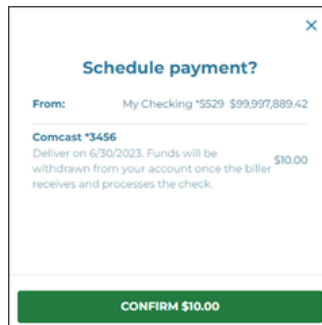 ×
Schedule payment?
From: My Checking *5529 $99,997,889.42
Comcast *3456
Deliver on 6/30/2023. Funds will be
withdrawn from your account once the biller $10.00
receives and processes the check.
CONFIRM $10.00